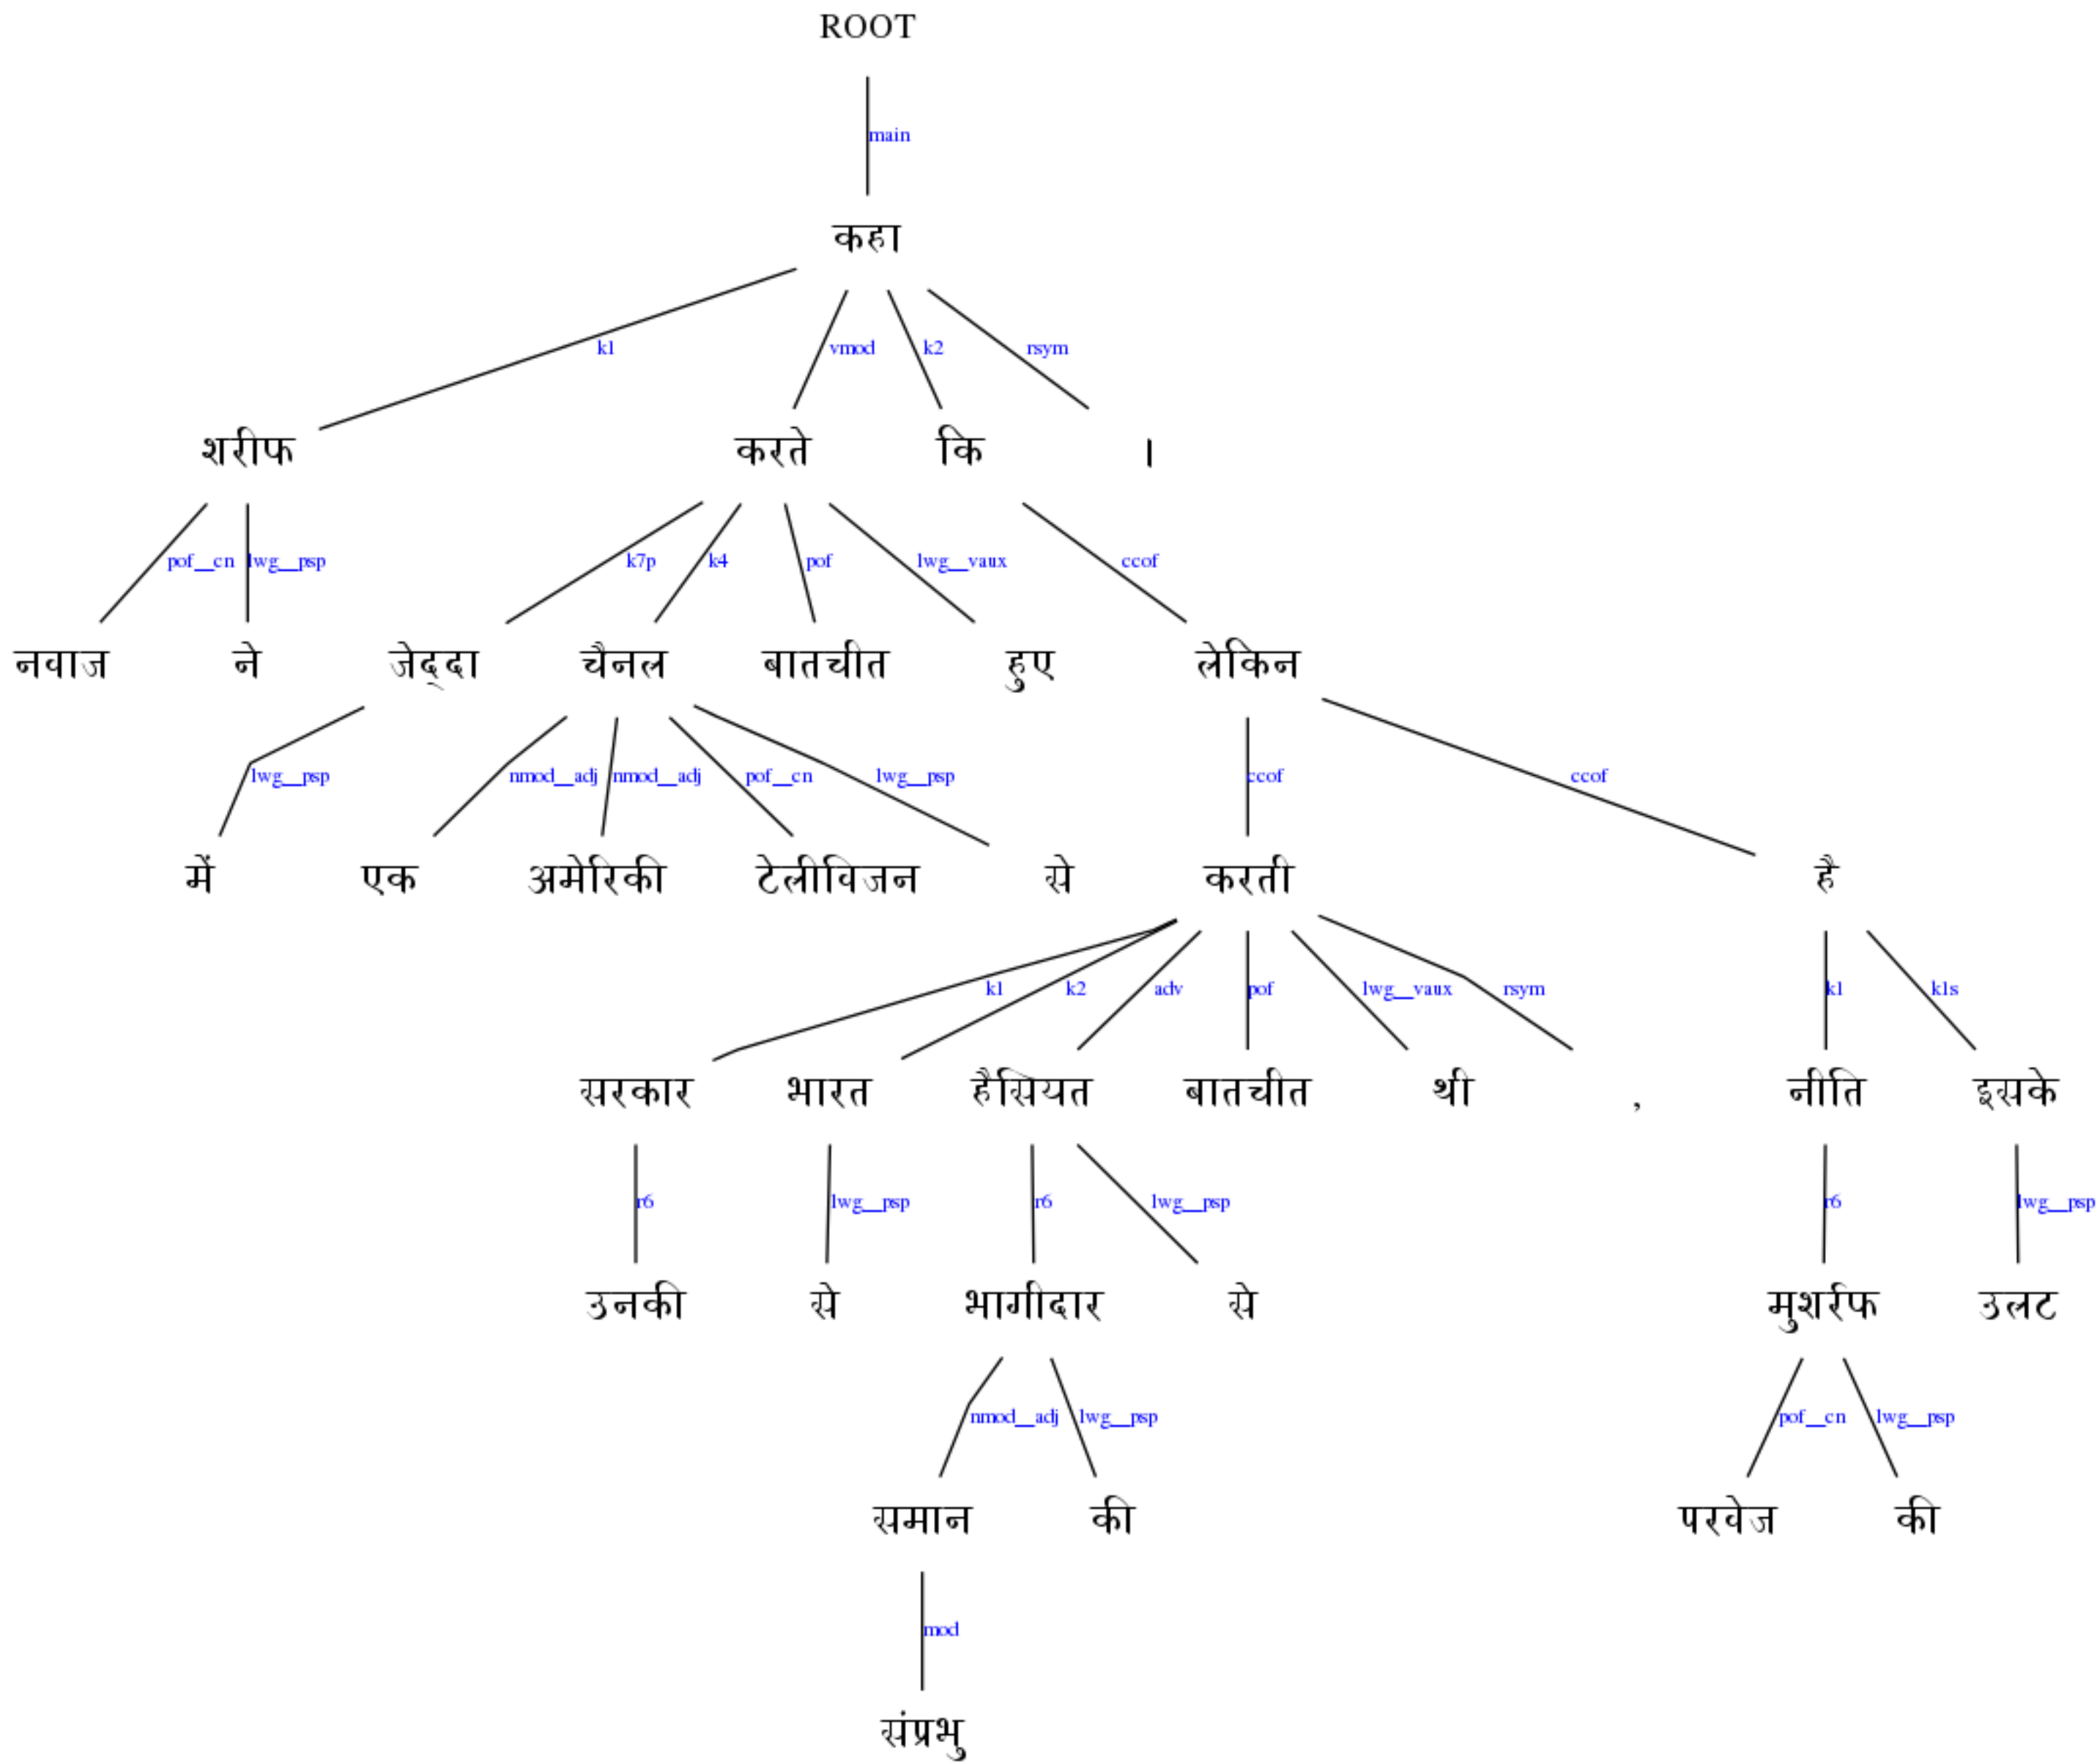 ROOT
main
कहा
k1 vmod k2 rsym
शरीफ करते कि ।
pof__cn lwg__psp k7p k4 pof lwg__vaux ccof
नवाज ने जेद्दा चैनल बातचीत हुए लेकिन
lwg__psp nmod__adj nmod__adj pof__cn lwg__psp ccof ccof
में एक अमेरिकी टेलीविजन से करती है
k1 k2 adv pof lwg__vaux rsym k1 k1s
सरकार भारत हैसियत बातचीत थी , नीति इसके
r6 lwg__psp r6 lwg__psp r6 lwg__psp
उनकी से भागीदार से मुशर्रफ उलट
nmod__adj lwg__psp pof__cn lwg__psp
समान की परवेज की
mod
संप्रभु